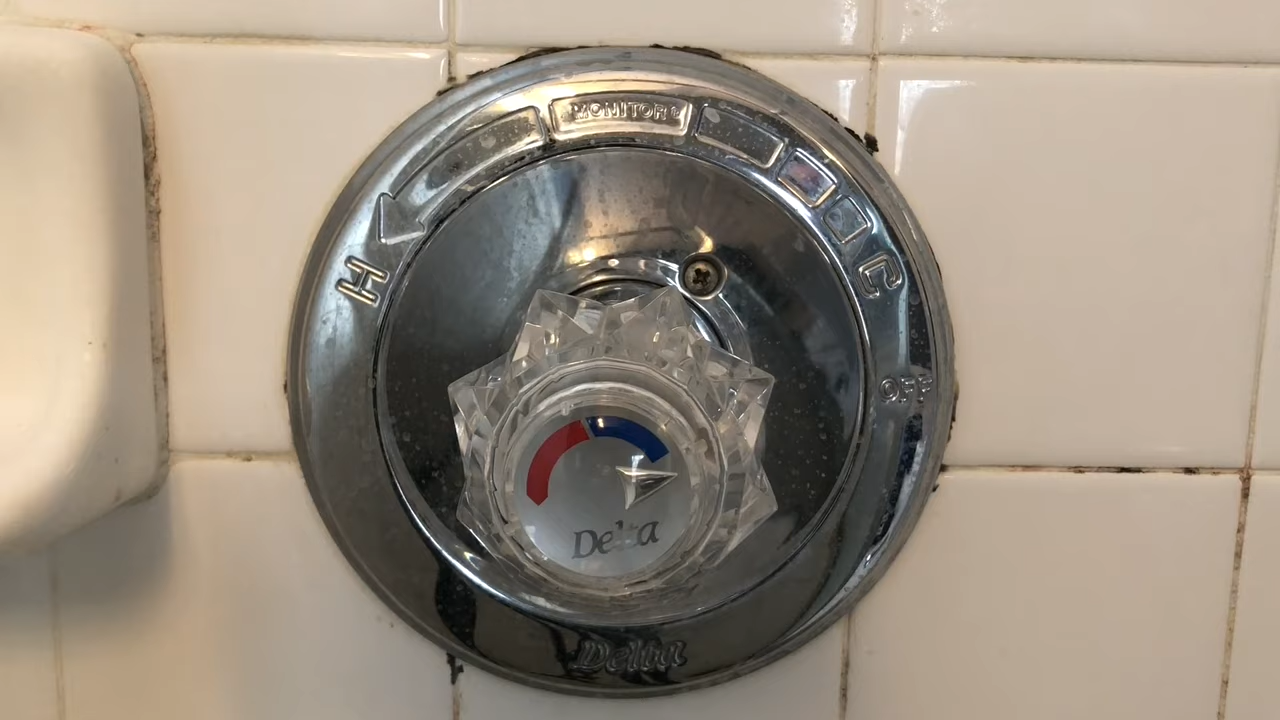 MONITOR®
H
C
OFF
Delta
Delta